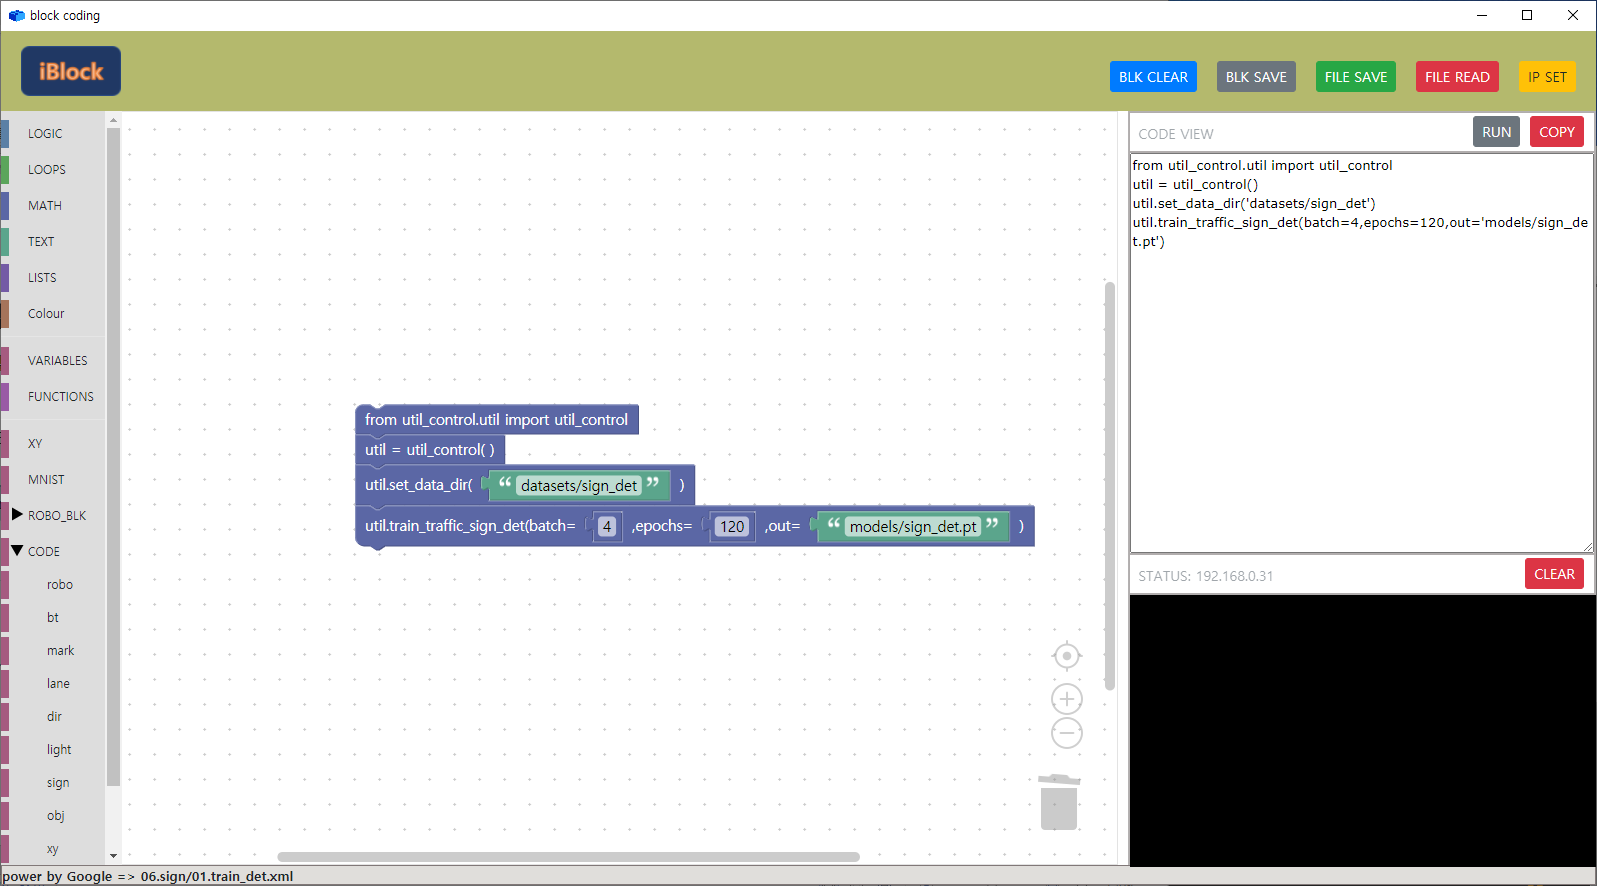 block coding
iBlock
BLK CLEAR
BLK SAVE
FILE SAVE
FILE READ
IP SET
LOGIC
LOOPS
MATH
TEXT
LISTS
Colour
VARIABLES
FUNCTIONS
XY
MNIST
ROBO_BLK
CODE
robo
bt
mark
lane
dir
light
sign
obj
xy
from util_control.util import util_control
util = util_control( )
util.set_data_dir( “ datasets/sign_det ” )
util.train_traffic_sign_det(batch= 4 ,epochs= 120 ,out= “ models/sign_det.pt ” )
CODE VIEW
RUN
COPY
from util_control.util import util_control
util = util_control()
util.set_data_dir('datasets/sign_det')
util.train_traffic_sign_det(batch=4,epochs=120,out='models/sign_de
t.pt')
STATUS: 192.168.0.31
CLEAR
power by Google => 06.sign/01.train_det.xml